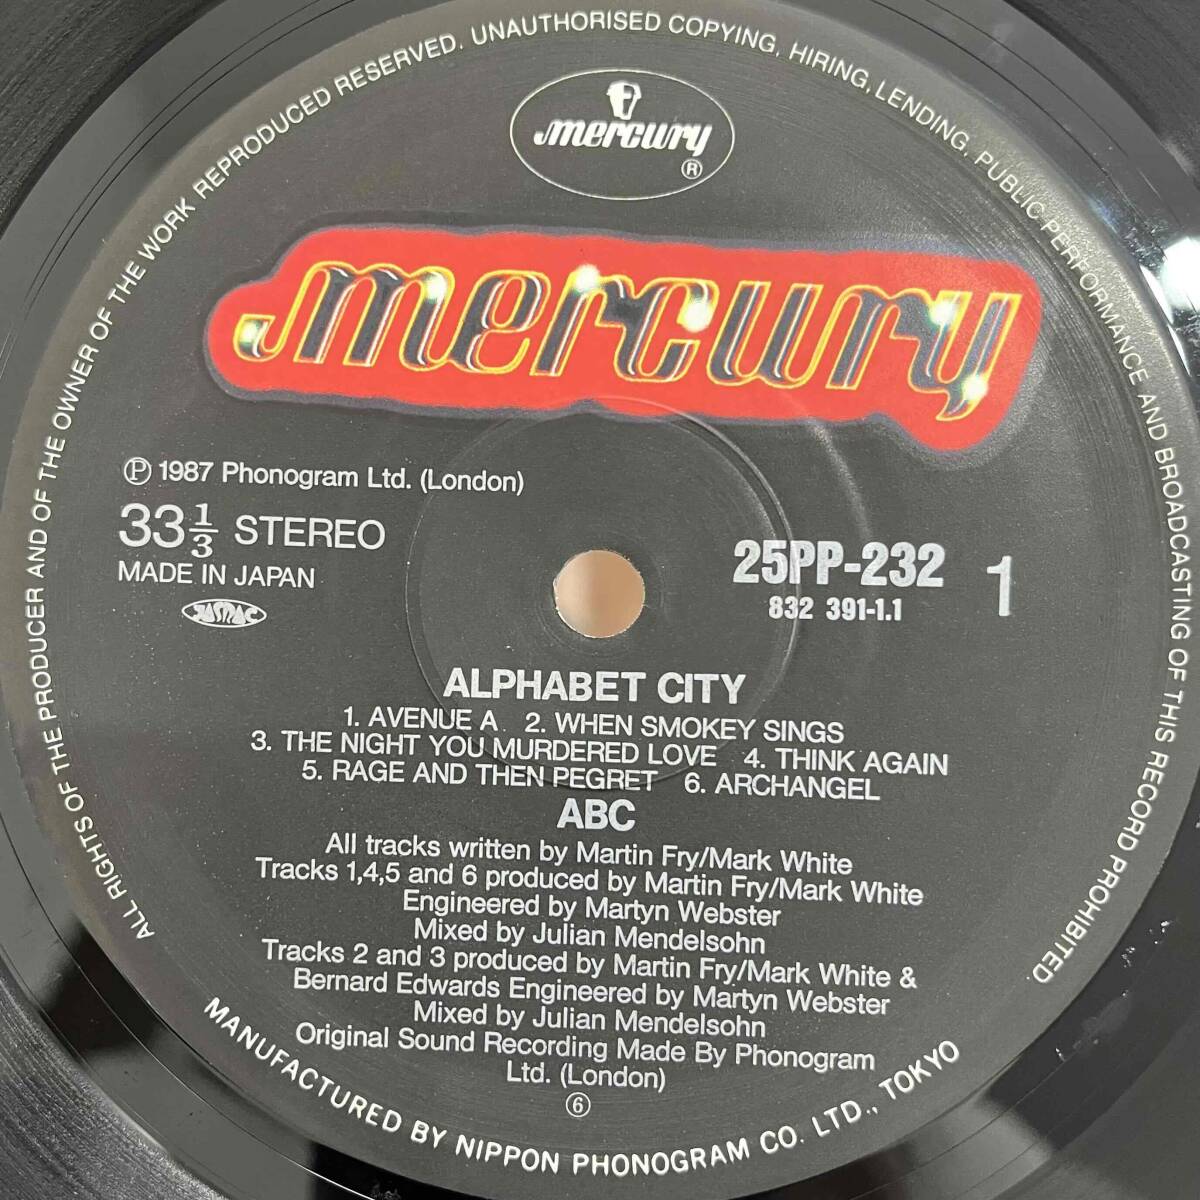 ALL RIGHTS OF THE PRODUCER AND OF THE OWNER OF THE WORK REPRODUCED RESERVED. UNAUTHORISED COPYING, HIRING, LENDING, PUBLIC PERFORMANCE AND BROADCASTING OF THIS RECORD PROHIBITED.
mercury
®
mercury
Ⓟ 1987 Phonogram Ltd. (London)
33 1/3 STEREO
MADE IN JAPAN
JASRAC
25PP-232 1
832 391-1.1
ALPHABET CITY
1. AVENUE A 2. WHEN SMOKEY SINGS
3. THE NIGHT YOU MURDERED LOVE 4. THINK AGAIN
5. RAGE AND THEN PEGRET 6. ARCHANGEL
ABC
All tracks written by Martin Fry/Mark White
Tracks 1,4,5 and 6 produced by Martin Fry/Mark White
Engineered by Martyn Webster
Mixed by Julian Mendelsohn
Tracks 2 and 3 produced by Martin Fry/Mark White &
Bernard Edwards Engineered by Martyn Webster
Mixed by Julian Mendelsohn
Original Sound Recording Made By Phonogram
Ltd. (London)
⑥
MANUFACTURED BY NIPPON PHONOGRAM CO. LTD., TOKYO